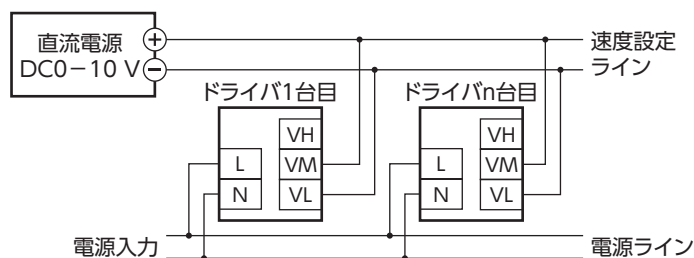 直流電源
DC0－10 V
＋
－
速度設定
ライン
ドライバ1台目
ドライバn台目
VH
L
VM
N
VL
VH
L
VM
N
VL
電源入力
電源ライン